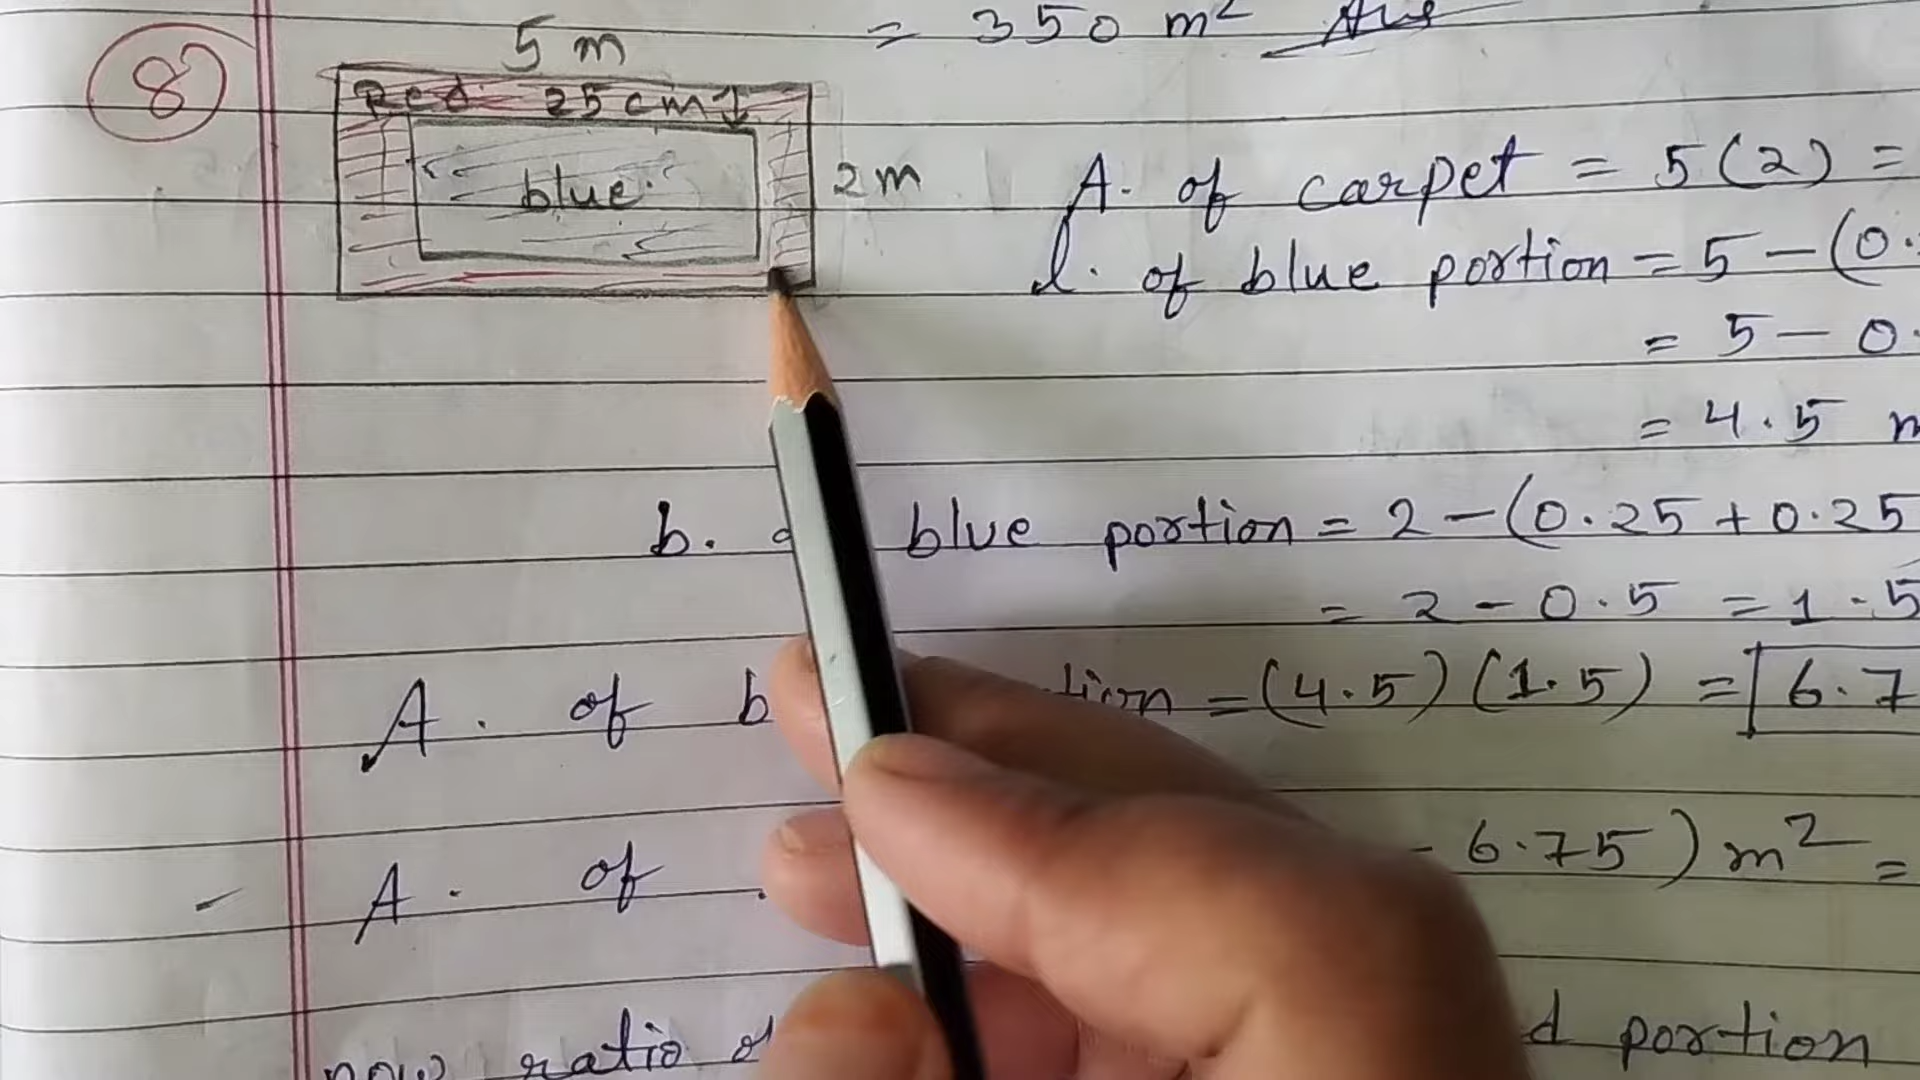 = 350 m² Ans
8
5 m
Red 25 cm
blue
2 m
A. of carpet = 5(2) =
l. of blue portion = 5 - (0.
= 5 - 0.
= 4.5
b. blue portion = 2 - (0.25 + 0.25
= 2 - 0.5 = 1.5
A. of b tion = (4.5)(1.5) = 6.7
A. of - 6.75) m² =
now ratio d portion